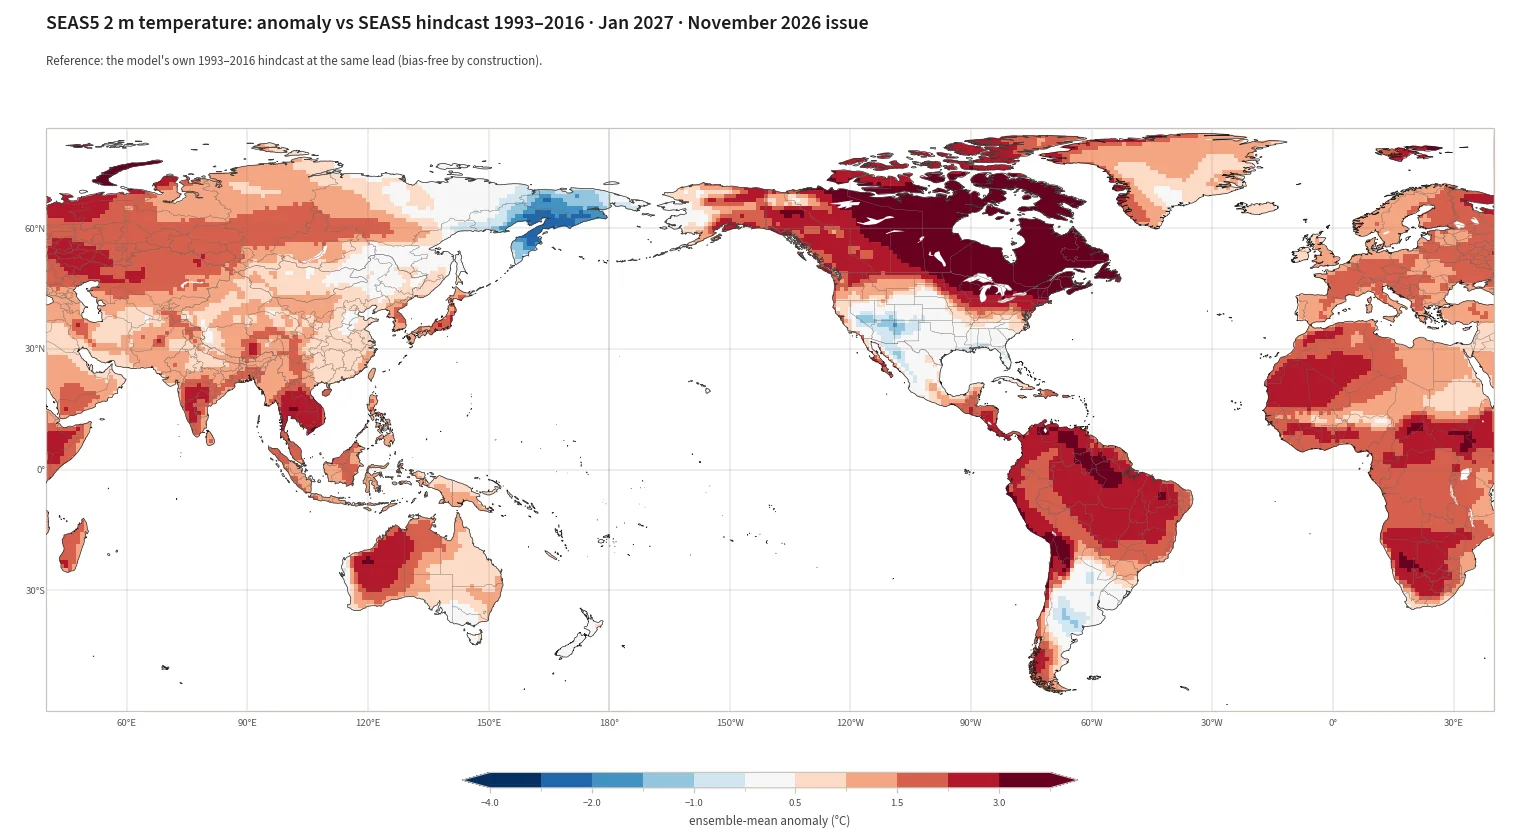 SEAS5 2 m temperature: anomaly vs SEAS5 hindcast 1993–2016 · Jan 2027 · November 2026 issue
Reference: the model's own 1993–2016 hindcast at the same lead (bias-free by construction).
60°N
30°N
0°
30°S
60°E 90°E 120°E 150°E 180° 150°W 120°W 90°W 60°W 30°W 0° 30°E
−4.0 −2.0 −1.0 0.5 1.5 3.0
ensemble-mean anomaly (°C)